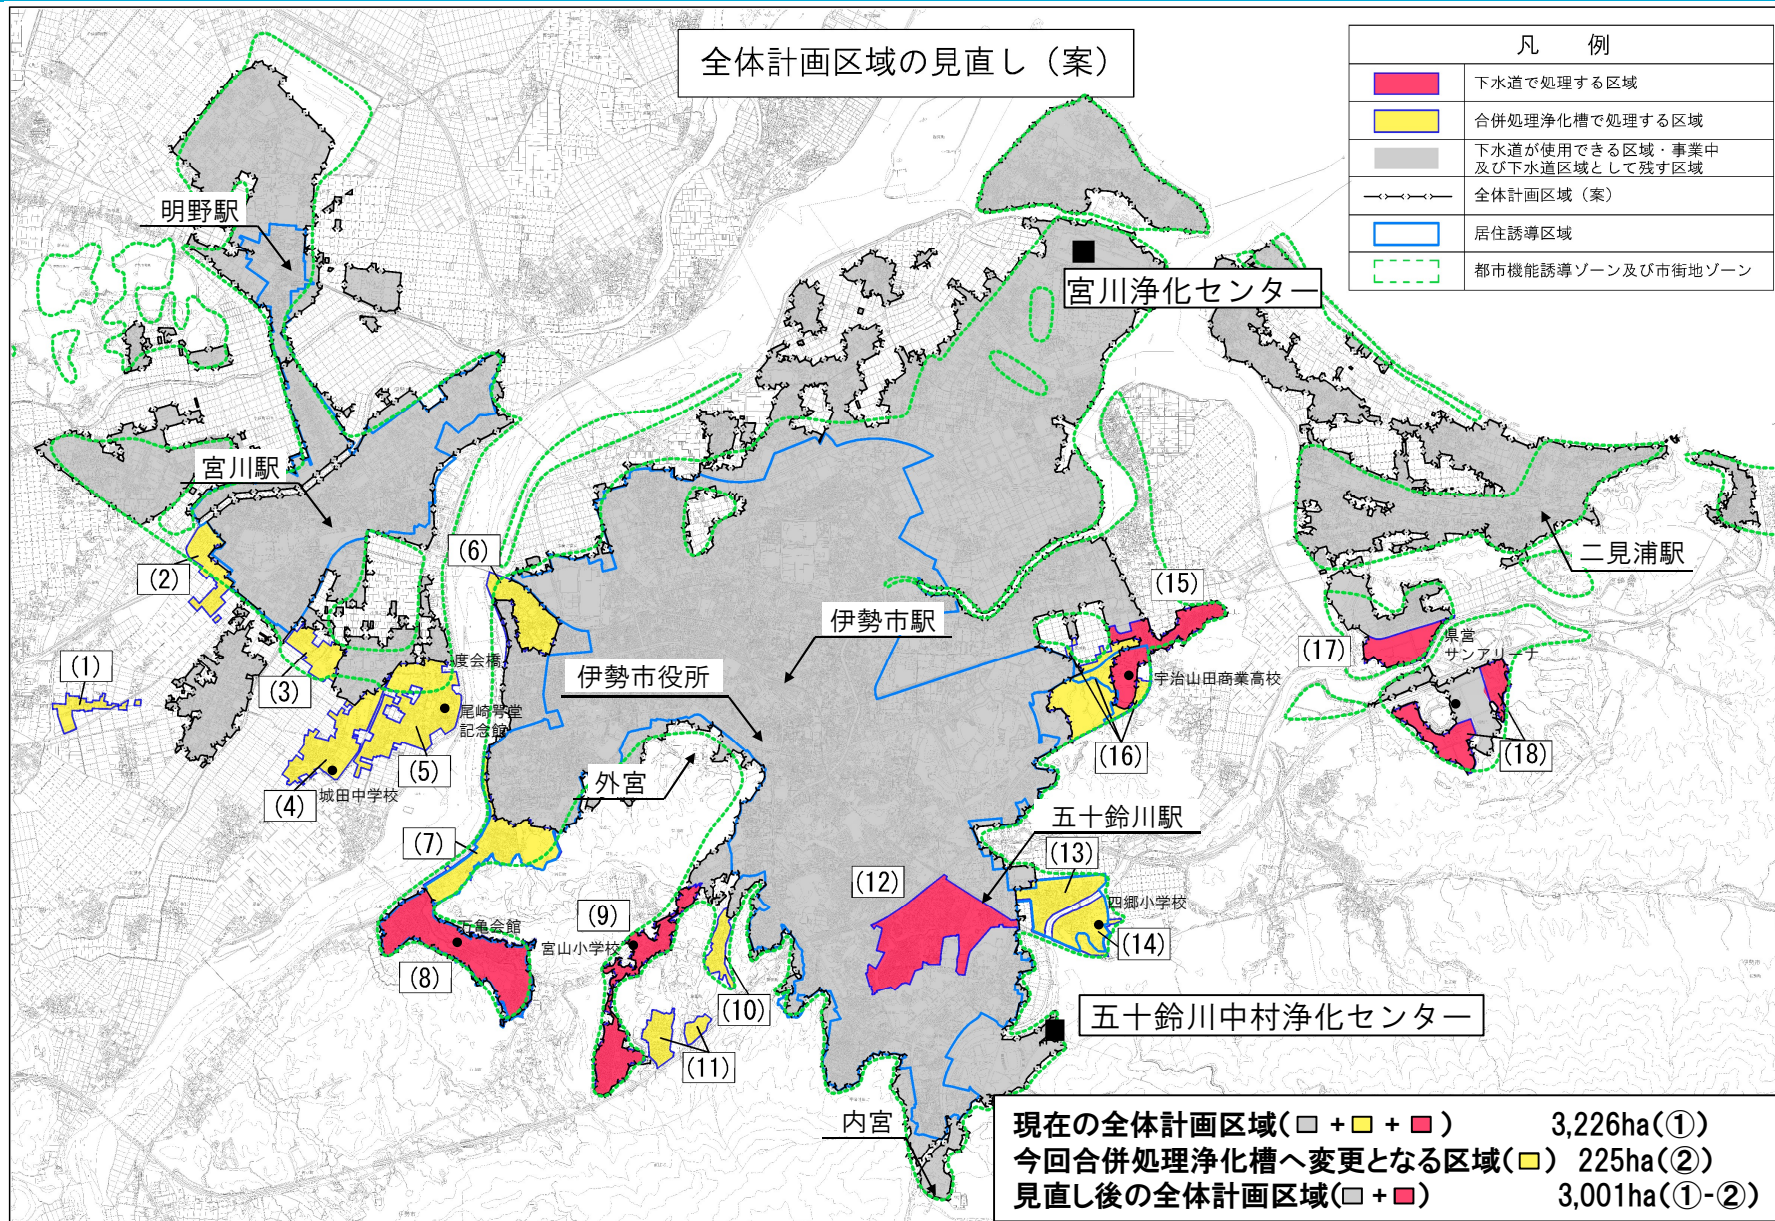 全体計画区域の見直し（案）
凡　例
下水道で処理する区域
合併処理浄化槽で処理する区域
下水道が使用できる区域・事業中
及び下水道区域として残す区域
全体計画区域（案）
居住誘導区域
都市機能誘導ゾーン及び市街地ゾーン
明野駅
宮川浄化センター
宮川駅
二見浦駅
(6)
(2)
(15)
伊勢市駅
(17)
県営
サンアリーナ
(1)
度会橋
(3)
伊勢市役所
宇治山田商業高校
尾崎咢堂
記念館
(16)
(18)
(5)
(4)
城田中学校
外宮
五十鈴川駅
(7)
(13)
(12)
四郷小学校
(9)
万亀会館
宮山小学校
(14)
(8)
(10)
五十鈴川中村浄化センター
(11)
内宮
現在の全体計画区域(□+□+□) 3,226ha(①)
今回合併処理浄化槽へ変更となる区域(□) 225ha(②)
見直し後の全体計画区域(□+□) 3,001ha(①-②)